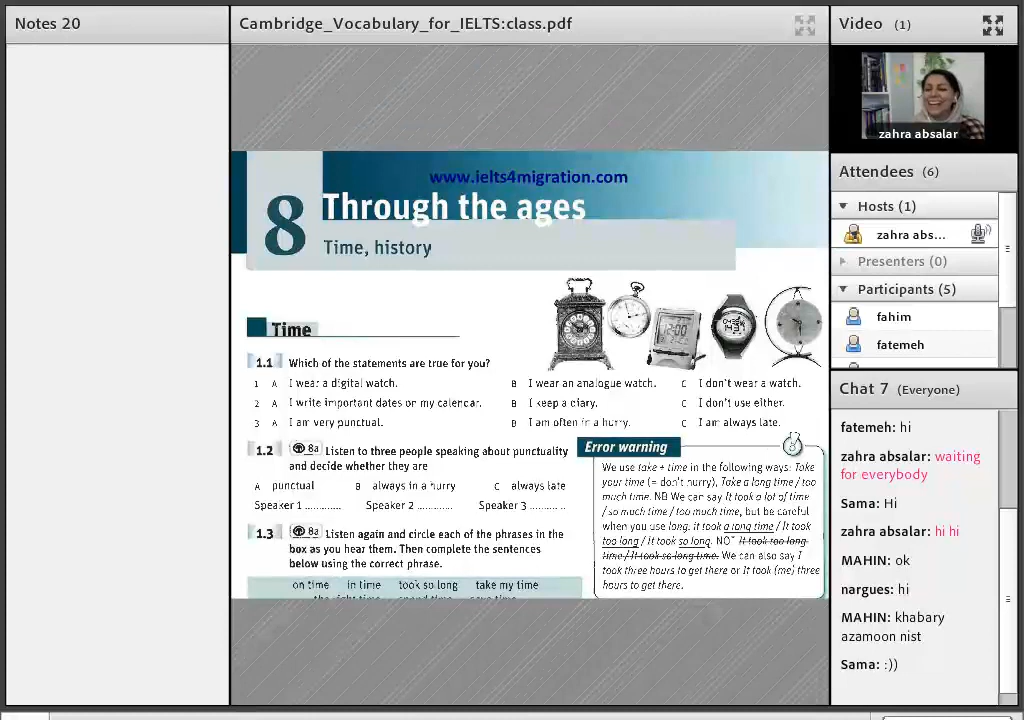 Notes 20
Cambridge_Vocabulary_for_IELTS:class.pdf
www.ielts4migration.com
8
Through the ages
Time, history
Time
1.1 Which of the statements are true for you?
1 A I wear a digital watch. B I wear an analogue watch. C I don't wear a watch.
2 A I write important dates on my calendar. B I keep a diary. C I don't use either.
3 A I am very punctual. B I am often in a hurry. C I am always late.
1.2 8a Listen to three people speaking about punctuality
and decide whether they are
A punctual B always in a hurry C always late
Speaker 1 ............ Speaker 2 ............ Speaker 3 ............
1.3 8a Listen again and circle each of the phrases in the
box as you hear them. Then complete the sentences
below using the correct phrase.
on time in time took so long take my time
Error warning
We use take + time in the following ways: Take
your time (= don't hurry), Take a long time / too
much time. NB We can say It took a lot of time
/ so much time / too much time, but be careful
when you use long: it took a long time / It took
too long / It took so long. NOT It took too long
time / It took so long time. We can also say I
took three hours to get there or It took (me) three
hours to get there.
Video (1)
zahra absalar
Attendees (6)
Hosts (1)
zahra abs...
Presenters (0)
Participants (5)
fahim
fatemeh
Chat 7 (Everyone)
fatemeh: hi
zahra absalar: waiting
for everybody
Sama: Hi
zahra absalar: hi hi
MAHIN: ok
nargues: hi
MAHIN: khabary
azamoon nist
Sama: :))